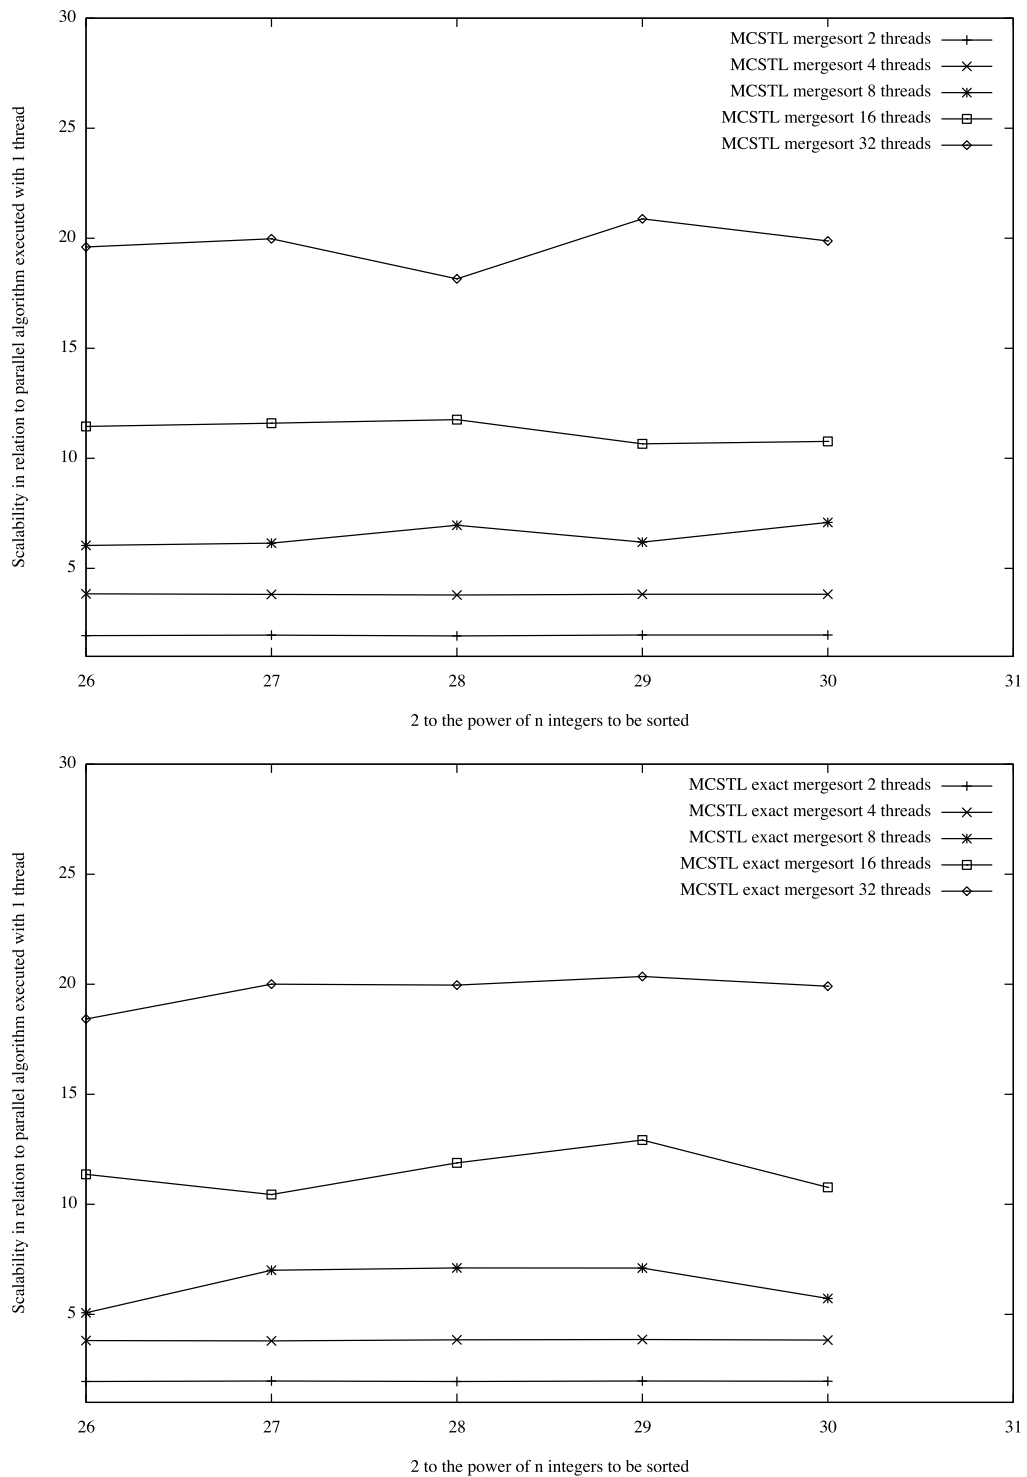 30
25
20
15
10
5
Scalability in relation to parallel algorithm executed with 1 thread
MCSTL mergesort 2 threads
MCSTL mergesort 4 threads
MCSTL mergesort 8 threads
MCSTL mergesort 16 threads
MCSTL mergesort 32 threads
26 27 28 29 30 31
2 to the power of n integers to be sorted
30
25
20
15
10
5
Scalability in relation to parallel algorithm executed with 1 thread
MCSTL exact mergesort 2 threads
MCSTL exact mergesort 4 threads
MCSTL exact mergesort 8 threads
MCSTL exact mergesort 16 threads
MCSTL exact mergesort 32 threads
26 27 28 29 30 31
2 to the power of n integers to be sorted